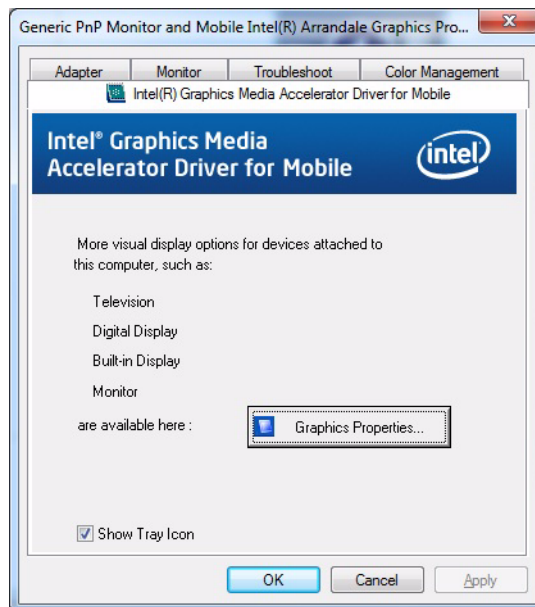 Generic PnP Monitor and Mobile Intel(R) Arrandale Graphics Pro...
Adapter Monitor Troubleshoot Color Management
Intel(R) Graphics Media Accelerator Driver for Mobile
Intel® Graphics Media
Accelerator Driver for Mobile
intel
More visual display options for devices attached to
this computer, such as:
Television
Digital Display
Built-in Display
Monitor
are available here :
Graphics Properties...
Show Tray Icon
OK Cancel Apply